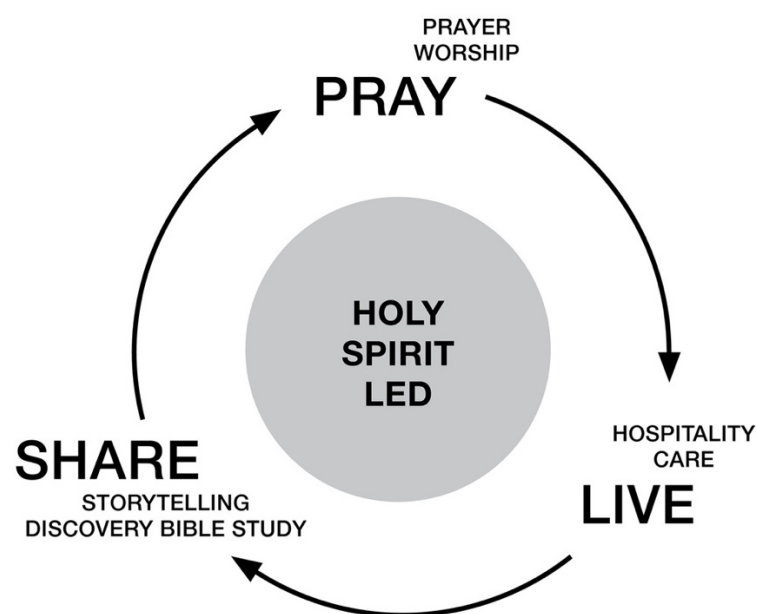 PRAYER
WORSHIP
PRAY
HOLY
SPIRIT
LED
HOSPITALITY
CARE
LIVE
SHARE
STORYTELLING
DISCOVERY BIBLE STUDY